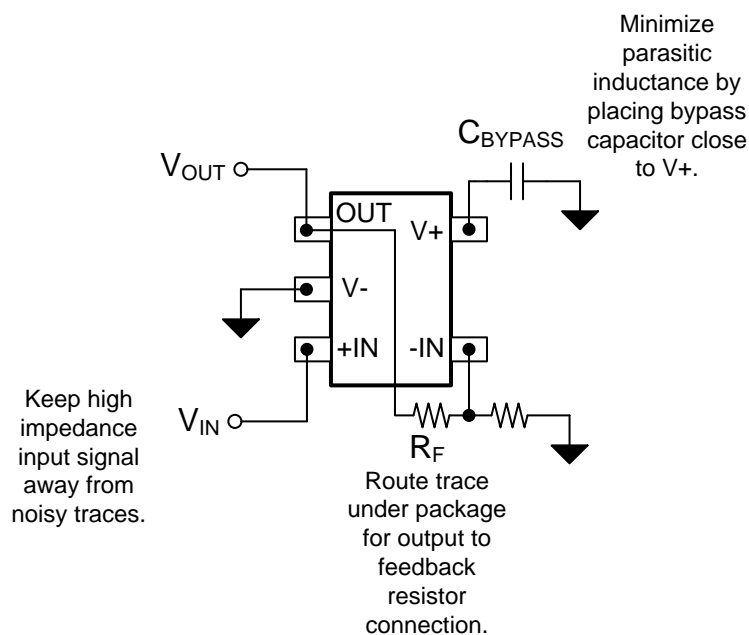 Minimize
parasitic
inductance by
placing bypass
capacitor close
to V+.
CBYPASS
VOUT
OUT
V+
V-
+IN
-IN
Keep high
impedance
input signal
away from
noisy traces.
VIN
RF
Route trace
under package
for output to
feedback
resistor
connection.